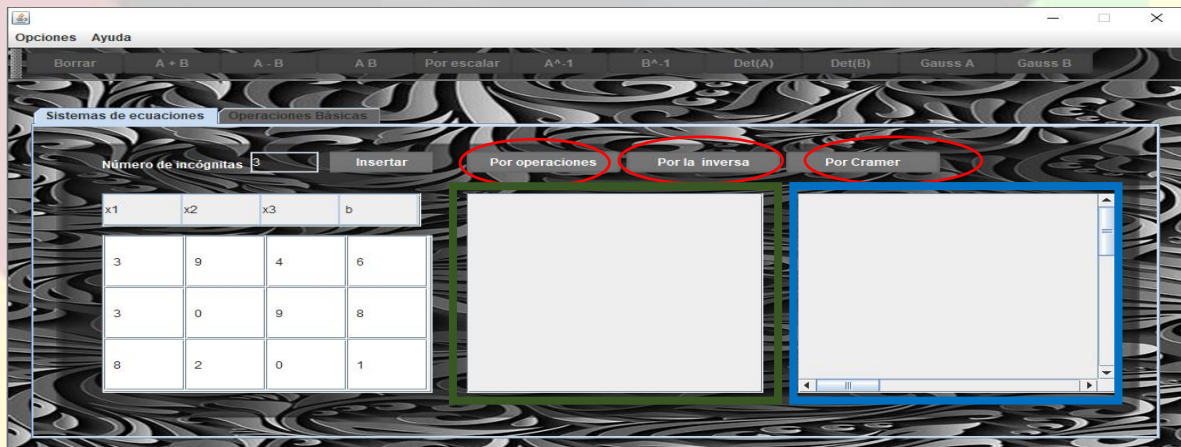 Opciones Ayuda
Borrar A + B A - B A B Por escalar A^-1 B^-1 Det(A) Det(B) Gauss A Gauss B
Sistemas de ecuaciones Operaciones Básicas
Número de incógnitas 3 Insertar Por operaciones Por la inversa Por Cramer
x1 x2 x3 b
3 9 4 6
3 0 9 8
8 2 0 1